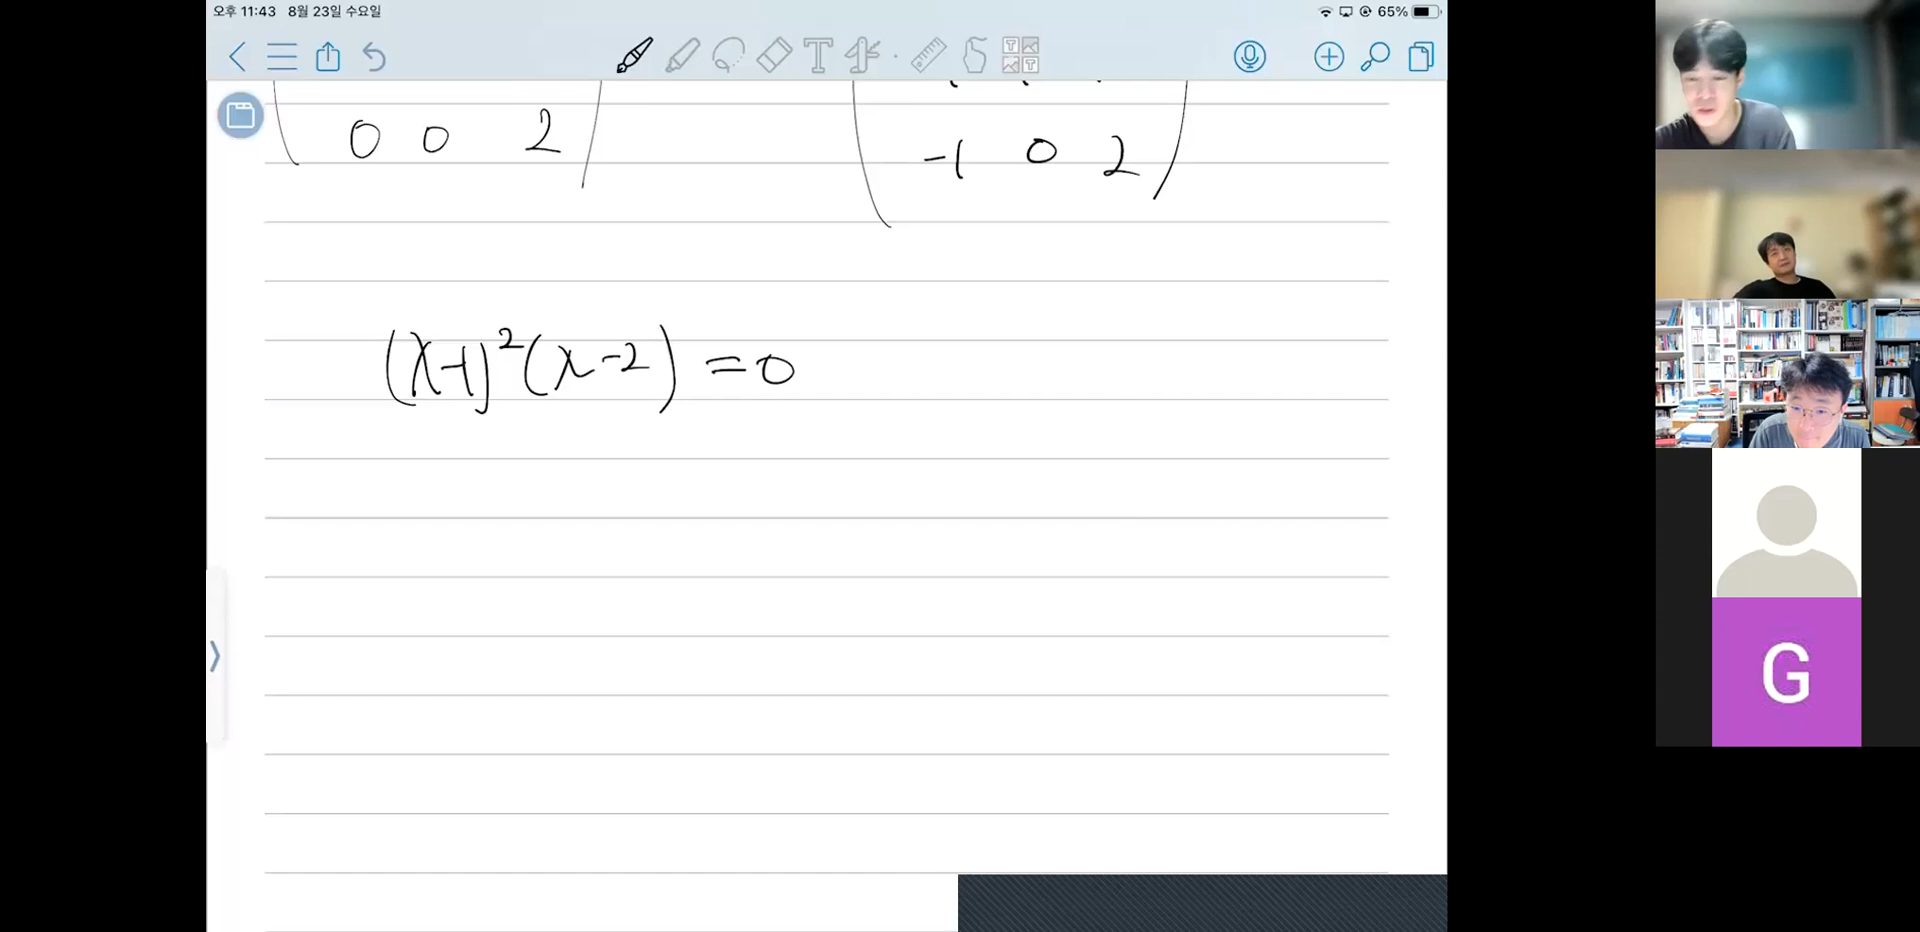 오후 11:43 8월 23일 수요일
65%
0 0 2
-1 0 2
(x-1)²(x-2) = 0
G